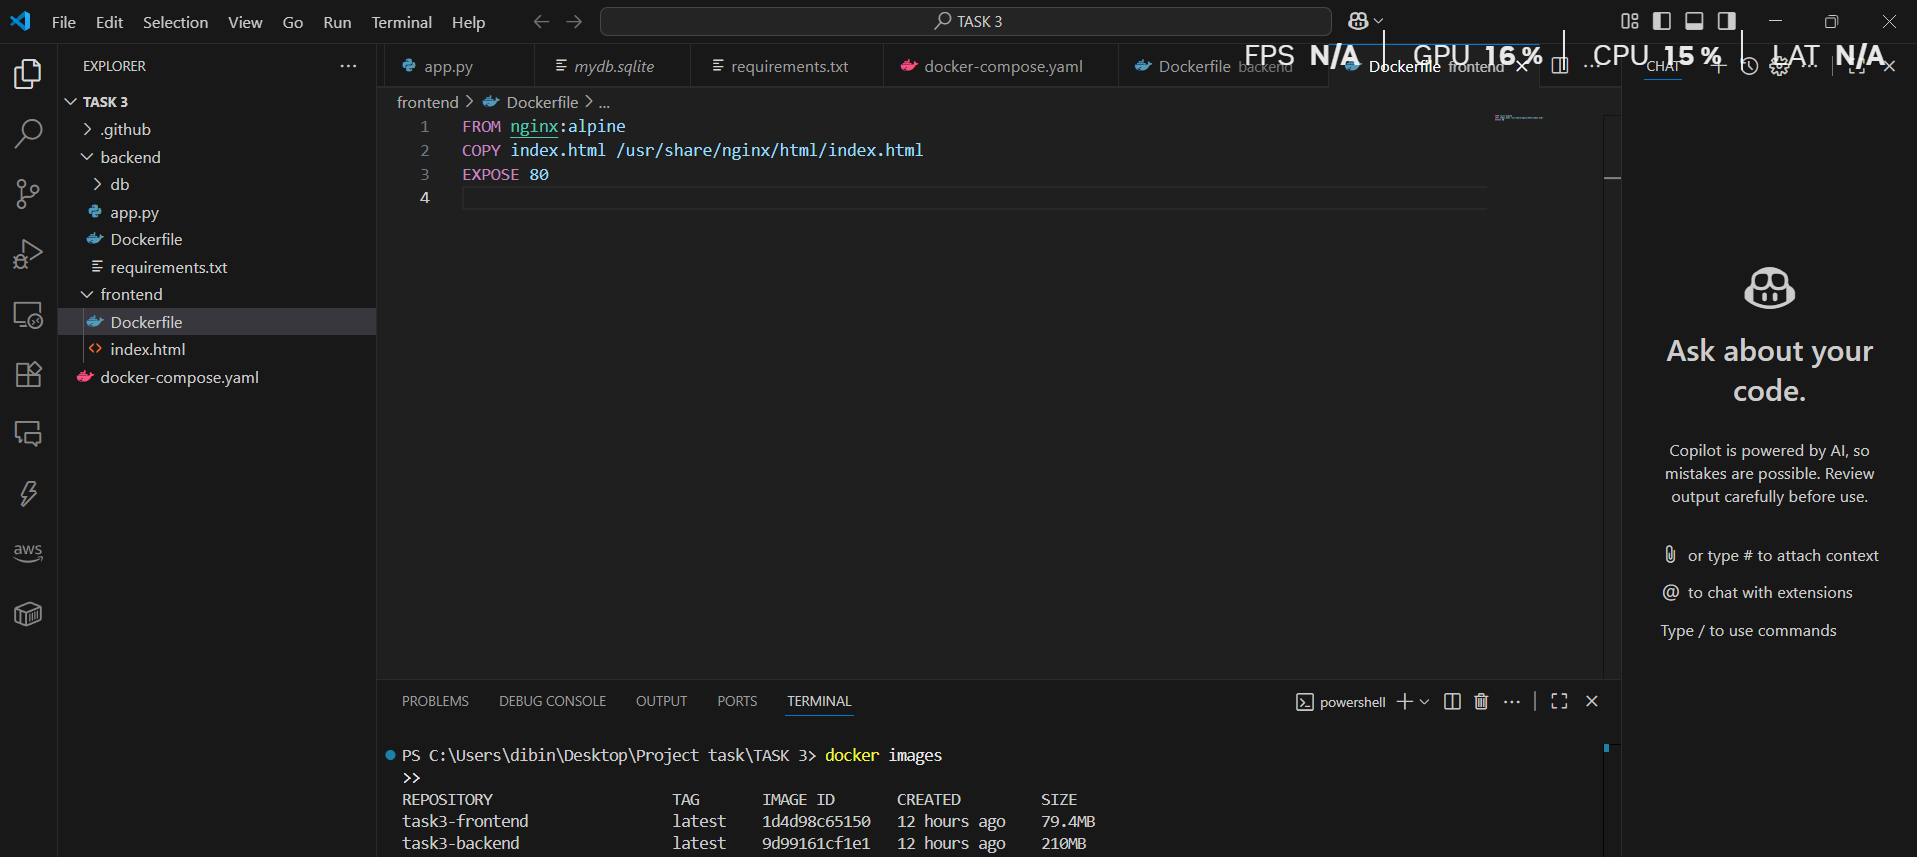 File Edit Selection View Go Run Terminal Help
TASK 3
FPS N/A GPU 16% CPU 15% LAT N/A
EXPLORER
app.py
mydb.sqlite
requirements.txt
docker-compose.yaml
Dockerfile backend
Dockerfile frontend
CHAT
TASK 3
.github
backend
db
app.py
Dockerfile
requirements.txt
frontend
Dockerfile
index.html
docker-compose.yaml
aws
frontend > Dockerfile > ...
1 FROM nginx:alpine
2 COPY index.html /usr/share/nginx/html/index.html
3 EXPOSE 80
4
Ask about your
code.
Copilot is powered by AI, so
mistakes are possible. Review
output carefully before use.
or type # to attach context
@ to chat with extensions
Type / to use commands
PROBLEMS DEBUG CONSOLE OUTPUT PORTS TERMINAL
powershell
PS C:\Users\dibin\Desktop\Project task\TASK 3> docker images
>>
REPOSITORY TAG IMAGE ID CREATED SIZE
task3-frontend latest 1d4d98c65150 12 hours ago 79.4MB
task3-backend latest 9d99161cf1e1 12 hours ago 210MB